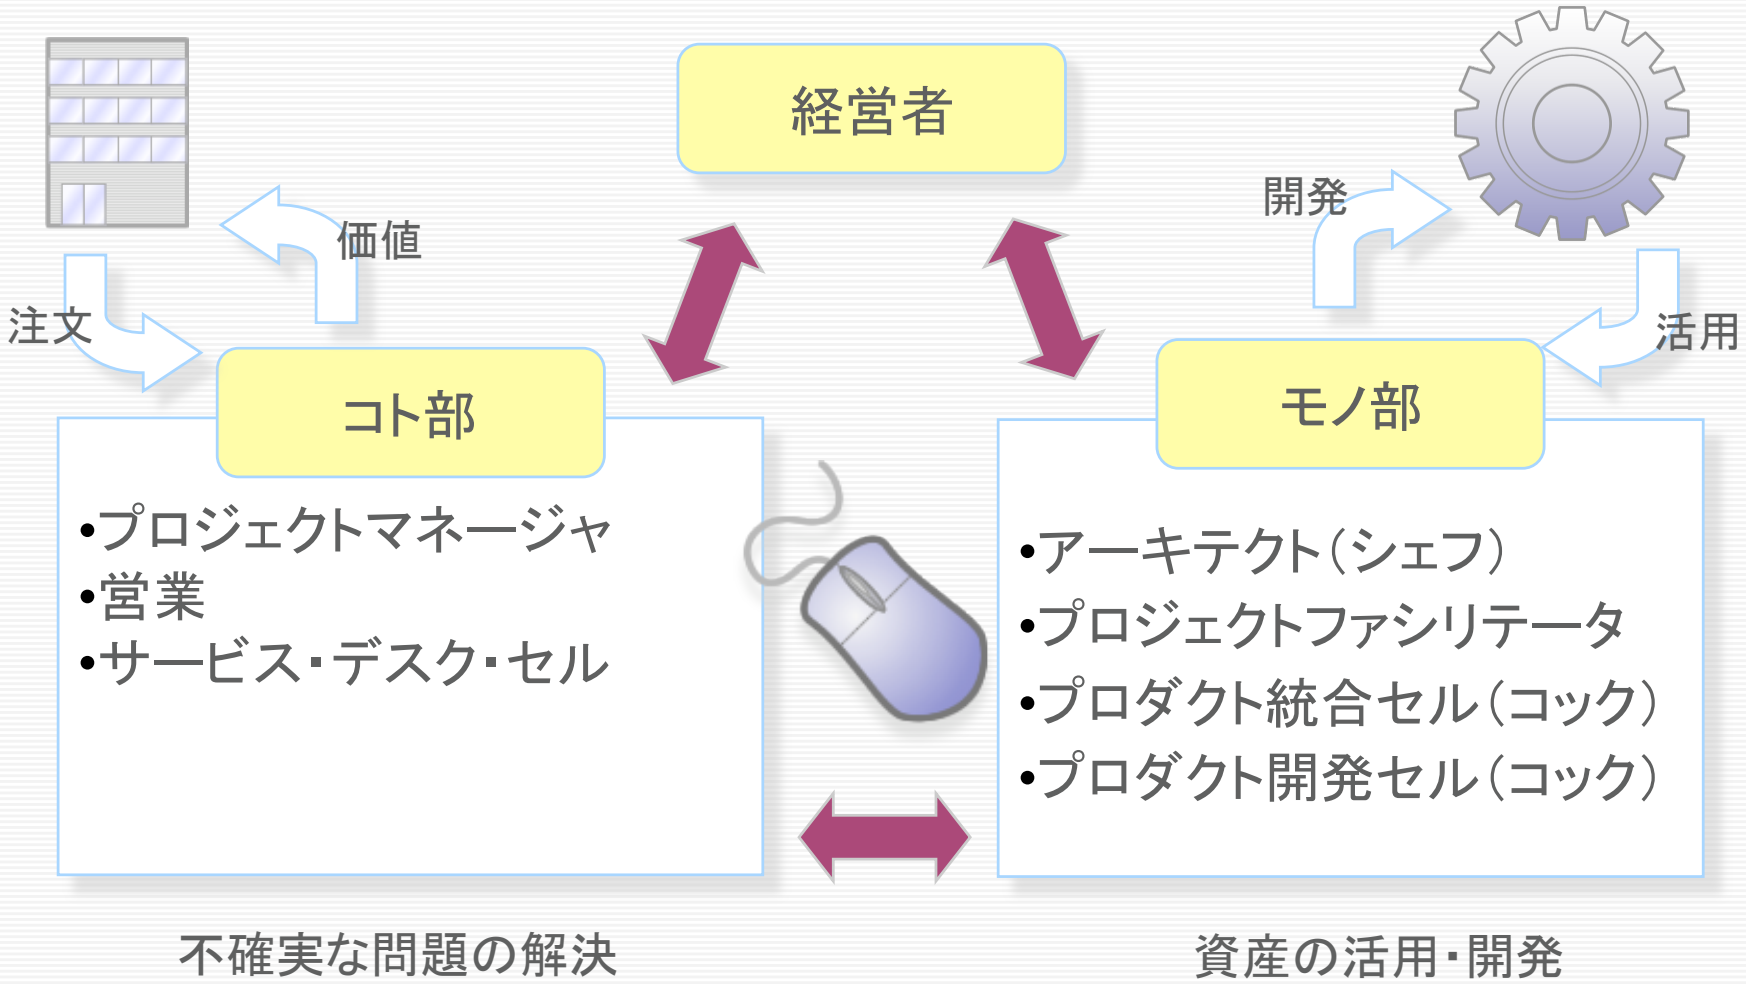 経営者
開発
価値
注文
活用
コト部
モノ部
•プロジェクトマネージャ
•営業
•サービス・デスク・セル
•アーキテクト(シェフ)
•プロジェクトファシリテータ
•プロダクト統合セル(コック)
•プロダクト開発セル(コック)
不確実な問題の解決
資産の活用・開発